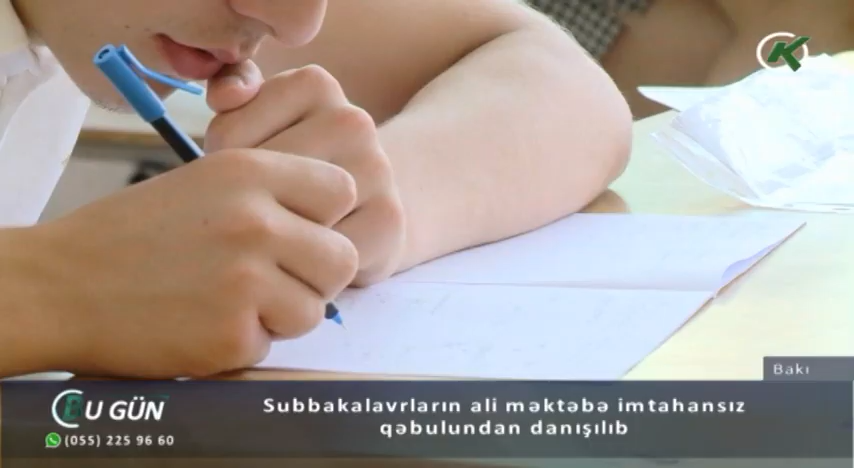 K
Bakı
BU GÜN
Subbakalavrların ali məktəbə imtahansız
qəbulundan danışılıb
(055) 225 96 60